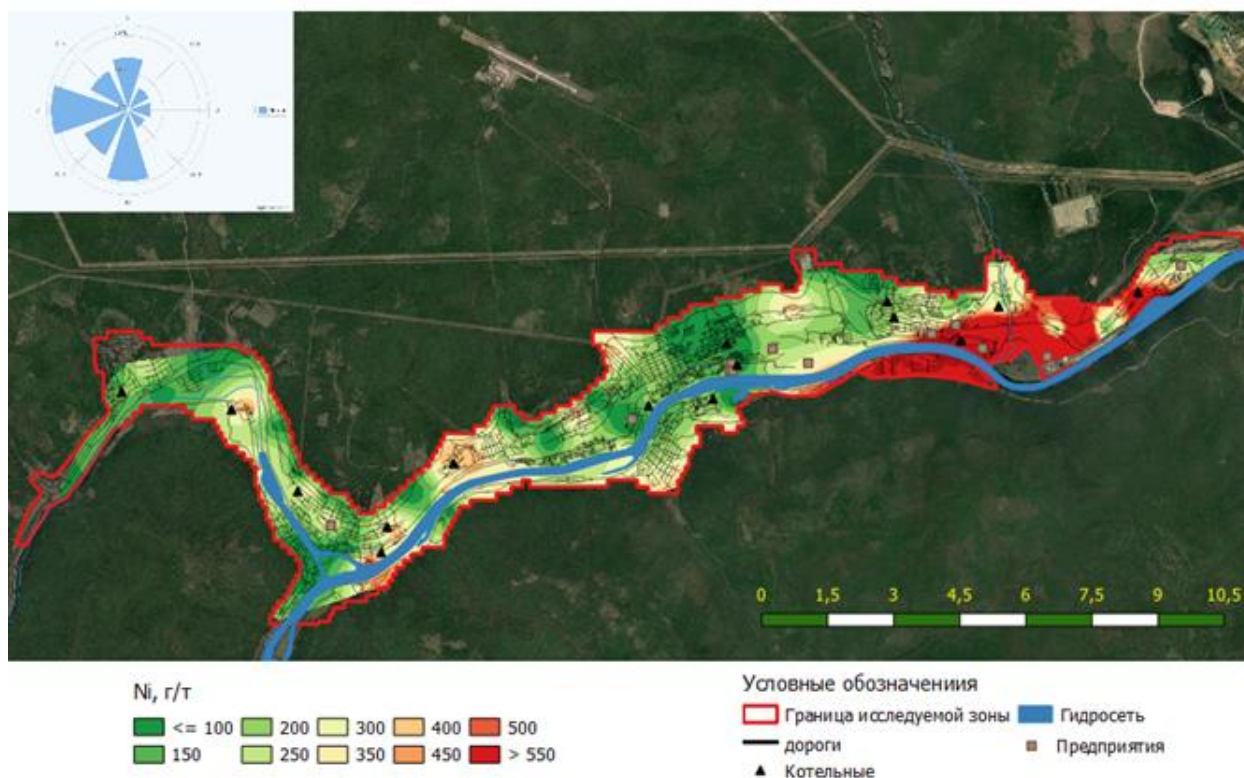 0 1,5 3 4,5 6 7,5 9 10,5
Ni, г/т
<= 100 200 300 400 500
150 250 350 450 > 550
Условные обозначениия
Граница исследуемой зоны Гидросеть
дороги Предприятия
Котельные